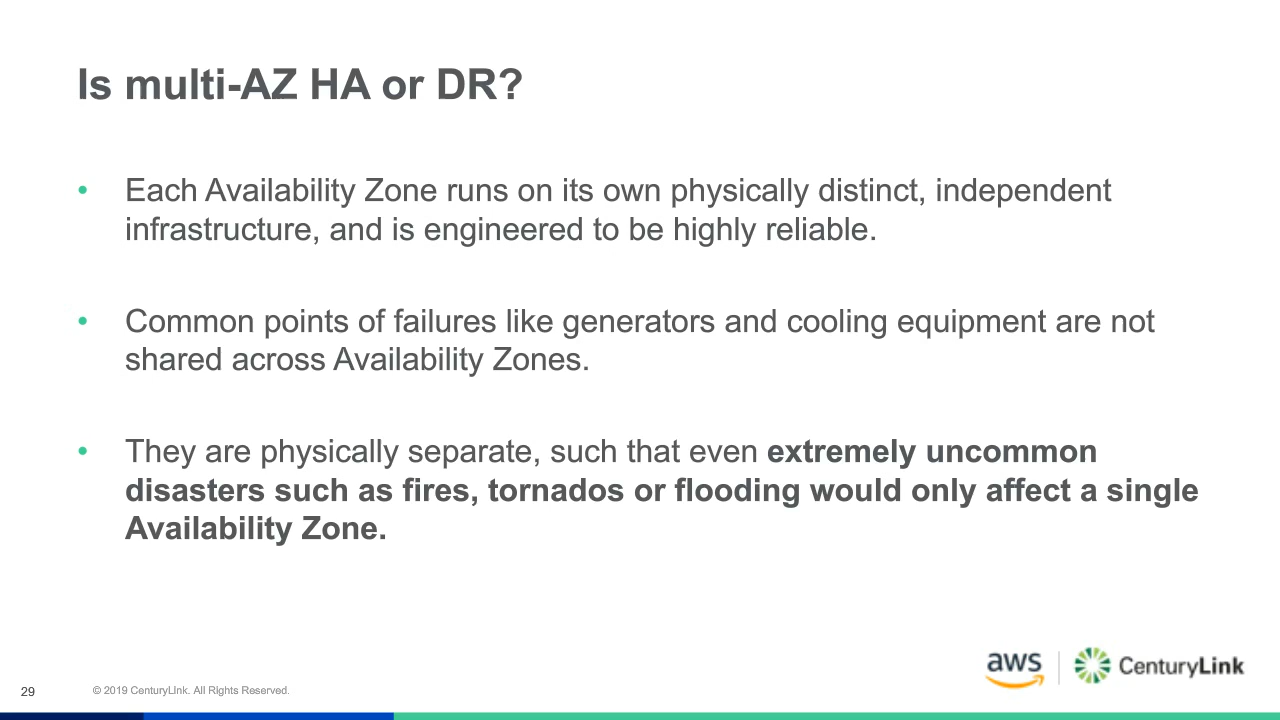 Is multi-AZ HA or DR?
• Each Availability Zone runs on its own physically distinct, independent
infrastructure, and is engineered to be highly reliable.
• Common points of failures like generators and cooling equipment are not
shared across Availability Zones.
• They are physically separate, such that even extremely uncommon
disasters such as fires, tornados or flooding would only affect a single
Availability Zone.
aws CenturyLink
29 © 2019 CenturyLInk. All RIghts Reserved.